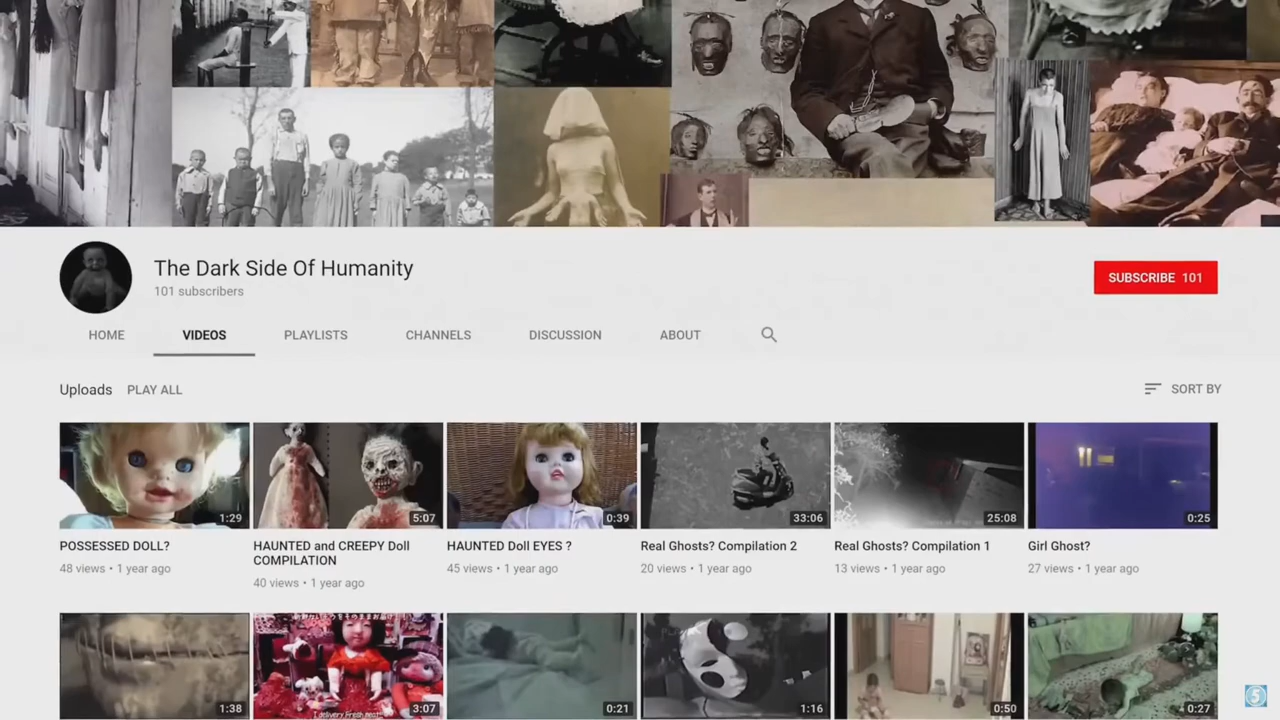 The Dark Side Of Humanity
101 subscribers
SUBSCRIBE 101
HOME VIDEOS PLAYLISTS CHANNELS DISCUSSION ABOUT
Uploads PLAY ALL
SORT BY
1:29 5:07 0:39 33:06 25:08 0:25
POSSESSED DOLL?
48 views • 1 year ago
HAUNTED and CREEPY Doll
COMPILATION
40 views • 1 year ago
HAUNTED Doll EYES ?
45 views • 1 year ago
Real Ghosts? Compilation 2
20 views • 1 year ago
Real Ghosts? Compilation 1
13 views • 1 year ago
Girl Ghost?
27 views • 1 year ago
I delivery Fresh meat
1:38 3:07 0:21 1:16 0:50 0:27
5